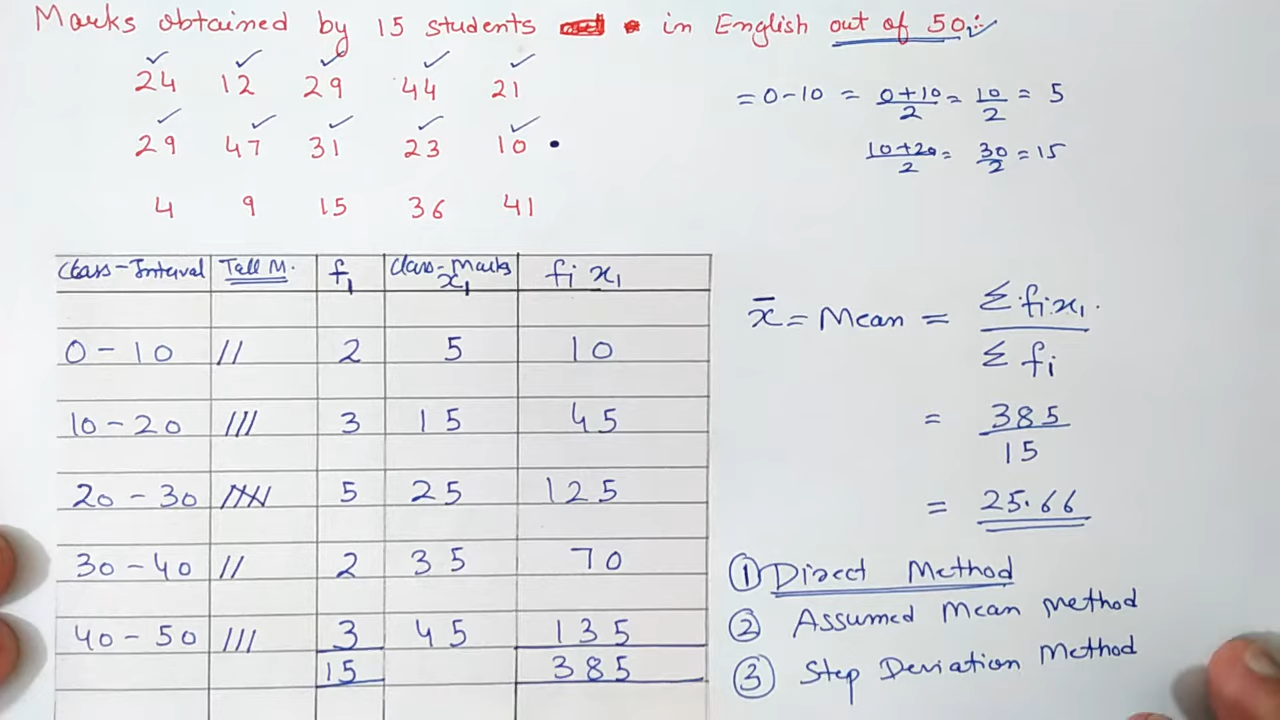 Marks obtained by 15 students in English out of 50:-
24 12 29 44 21
29 47 31 23 10
4 9 15 36 41
= 0-10 = 0+10/2 = 10/2 = 5
10+20/2 = 30/2 = 15
Class-Interval Tall M. f1 Class-Marks x1 fi x1
0-10 // 2 5 10
10-20 /// 3 15 45
20-30 //// 5 25 125
30-40 // 2 35 70
40-50 /// 3 45 135
15 385
x̄ = Mean = Σ fi x1 / Σ fi
= 385/15
= 25.66
① Direct Method
② Assumed Mean Method
③ Step Deviation Method